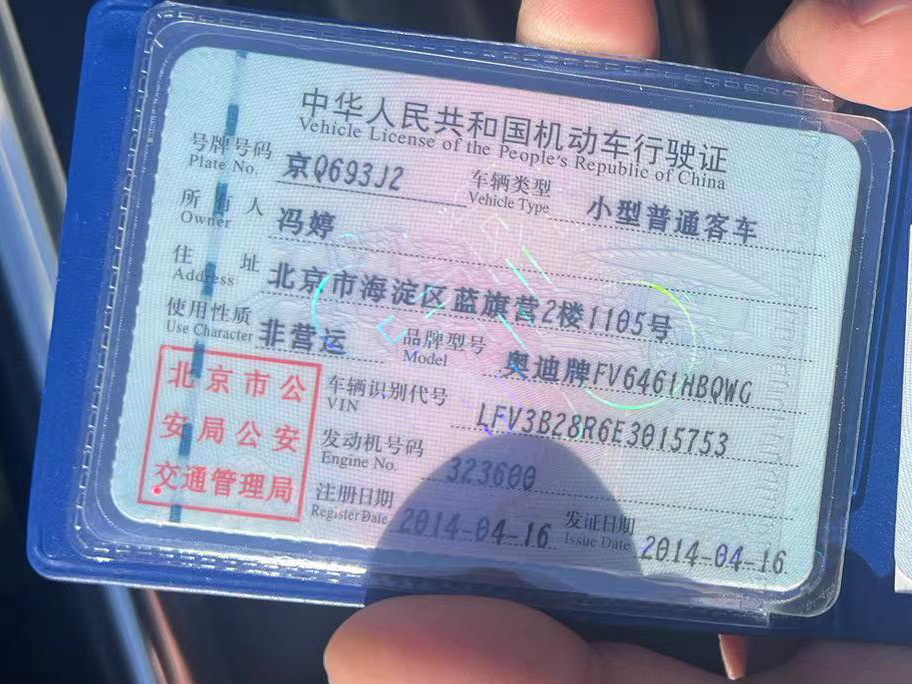 中华人民共和国机动车行驶证
Vehicle License of the People's Republic of China
号牌号码 京Q693J2 车辆类型 小型普通客车
Plate No. Vehicle Type
所有人 冯婷
Owner
住址 北京市海淀区蓝旗营2楼1105号
Address
使用性质 非营运 品牌型号 奥迪牌FV6461HBQWG
Use Character Model
车辆识别代号 LFV3B28R6E3015753
VIN
发动机号码 323600
Engine No.
注册日期 2014-04-16 发证日期 2014-04-16
Register Date Issue Date
北京市公
安局公安
交通管理局